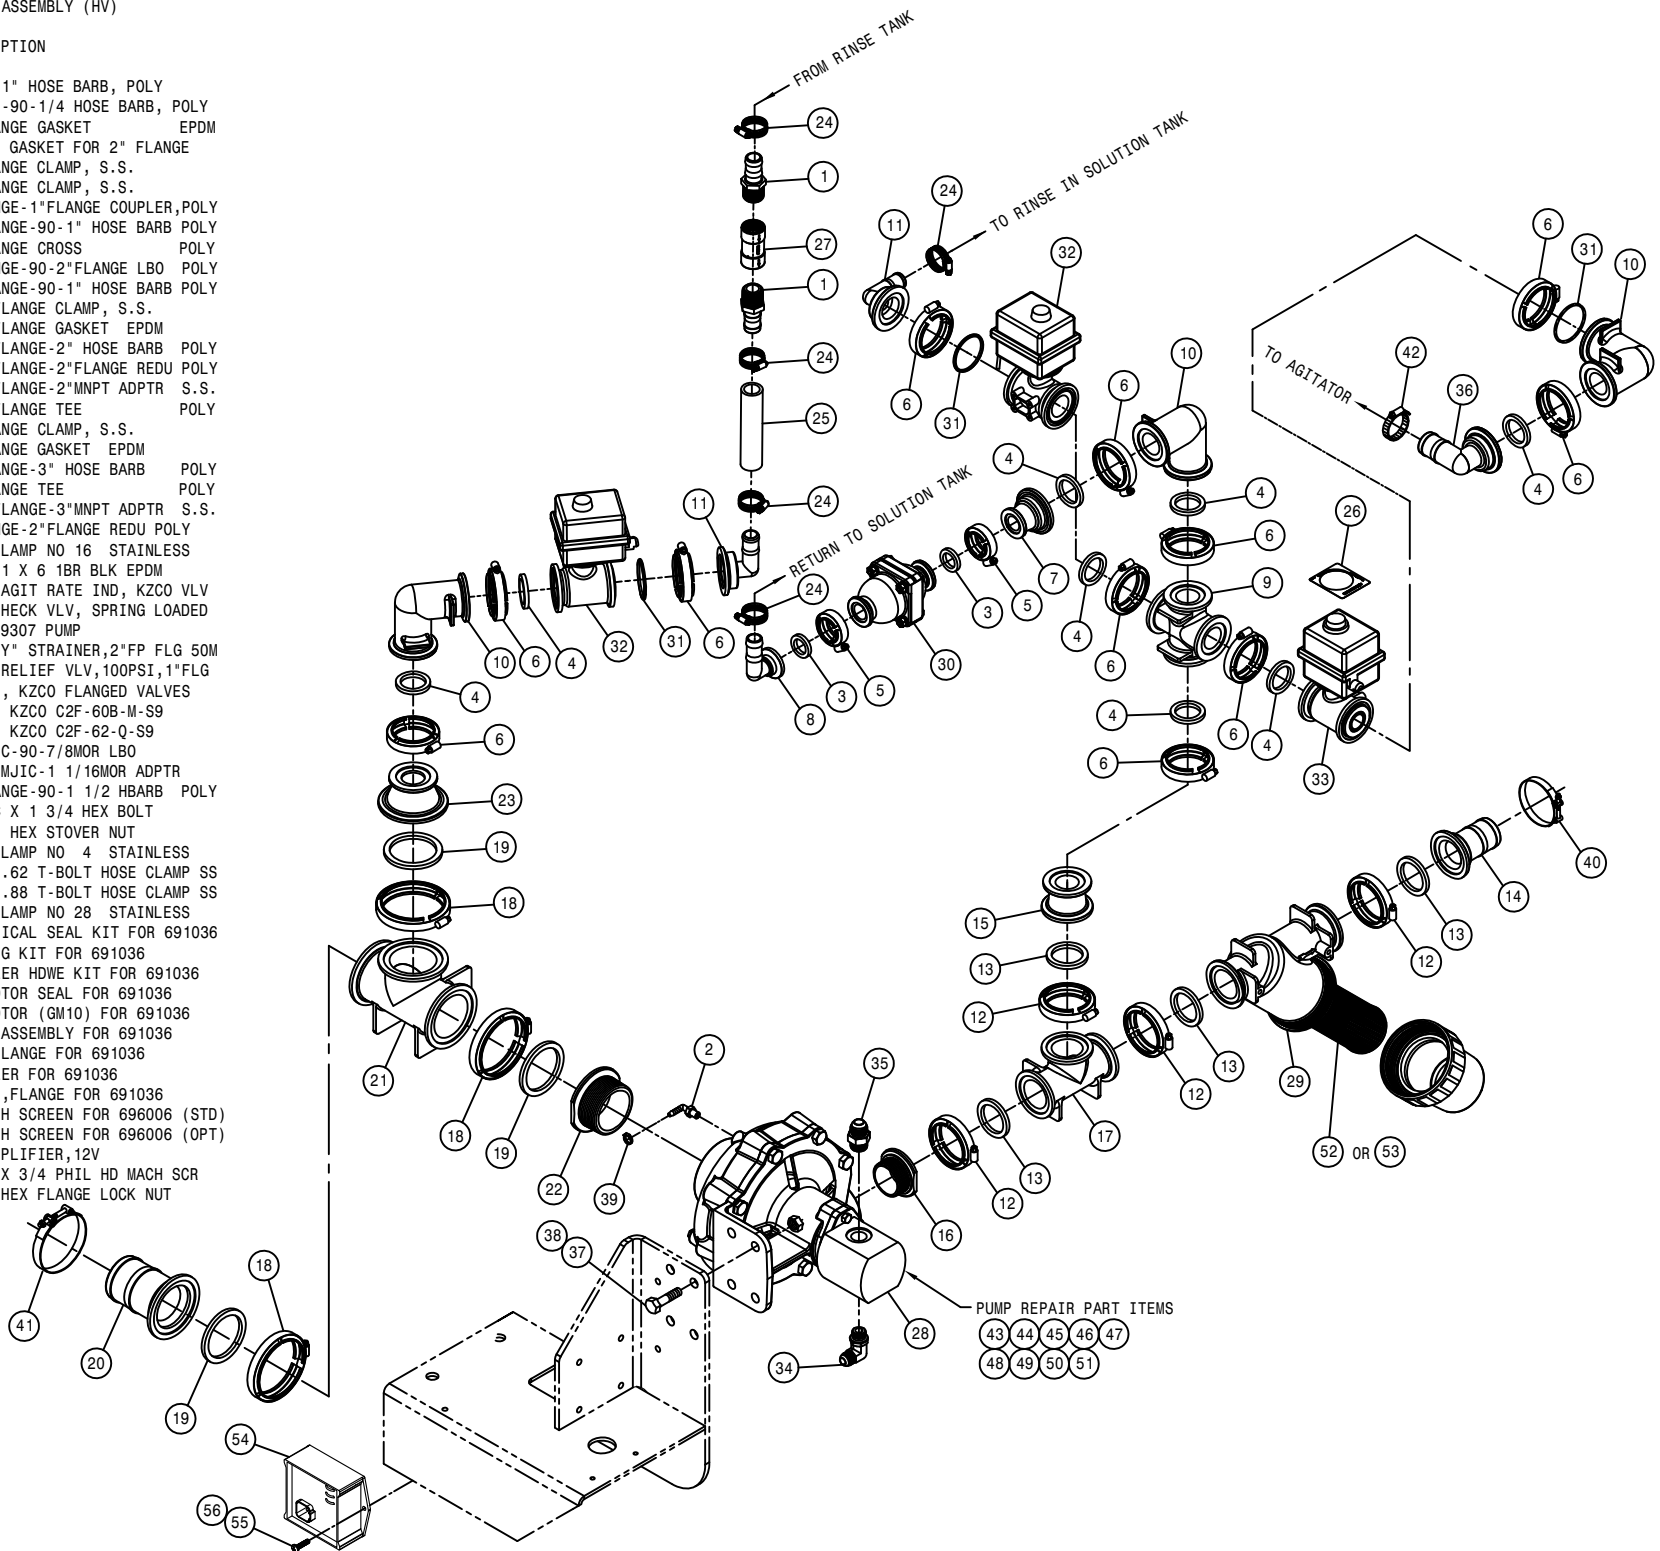 ASSEMBLY (HV)
PTION
1" HOSE BARB, POLY
-90-1/4 HOSE BARB, POLY
ANGE GASKET EPDM
GASKET FOR 2" FLANGE
ANGE CLAMP, S.S.
ANGE CLAMP, S.S.
NGE-1"FLANGE COUPLER,POLY
ANGE-90-1" HOSE BARB POLY
ANGE CROSS POLY
NGE-90-2"FLANGE LBO POLY
ANGE-90-1" HOSE BARB POLY
LANGE CLAMP, S.S.
LANGE GASKET EPDM
LANGE-2" HOSE BARB POLY
LANGE-2"FLANGE REDU POLY
LANGE-2"MNPT ADPTR S.S.
LANGE TEE POLY
ANGE CLAMP, S.S.
ANGE GASKET EPDM
ANGE-3" HOSE BARB POLY
ANGE TEE POLY
LANGE-3"MNPT ADPTR S.S.
NGE-2"FLANGE REDU POLY
LAMP NO 16 STAINLESS
1 X 6 1BR BLK EPDM
AGIT RATE IND, KZCO VLV
HECK VLV, SPRING LOADED
9307 PUMP
Y" STRAINER,2"FP FLG 50M
RELIEF VLV,100PSI,1"FLG
, KZCO FLANGED VALVES
KZCO C2F-60B-M-S9
KZCO C2F-62-Q-S9
C-90-7/8MOR LBO
MJIC-1 1/16MOR ADPTR
ANGE-90-1 1/2 HBARB POLY
X 1 3/4 HEX BOLT
HEX STOVER NUT
LAMP NO 4 STAINLESS
.62 T-BOLT HOSE CLAMP SS
.88 T-BOLT HOSE CLAMP SS
LAMP NO 28 STAINLESS
ICAL SEAL KIT FOR 691036
G KIT FOR 691036
ER HDWE KIT FOR 691036
OTOR SEAL FOR 691036
OTOR (GM10) FOR 691036
ASSEMBLY FOR 691036
LANGE FOR 691036
ER FOR 691036
,FLANGE FOR 691036
H SCREEN FOR 696006 (STD)
H SCREEN FOR 696006 (OPT)
PLIFIER,12V
X 3/4 PHIL HD MACH SCR
HEX FLANGE LOCK NUT
FROM RINSE TANK
24
1
27
1
24
25
24
11
24
TO RINSE IN SOLUTION TANK
11
24
32
6
31
6
31
10
TO AGITATOR
42
36
4
6
10
6
4
4
6
9
26
RETURN TO SOLUTION TANK
7
5
3
30
4
6
6
4
33
4
6
32
31
6
10
6
4
4
6
8
3
5
23
19
18
21
18
19
22
2
39
35
16
12
13
17
15
13
12
12
13
29
52 OR 53
12
13
14
40
38
37
28
34
PUMP REPAIR PART ITEMS
43 44 45 46 47
48 49 50 51
41
20
19
18
54
56
55